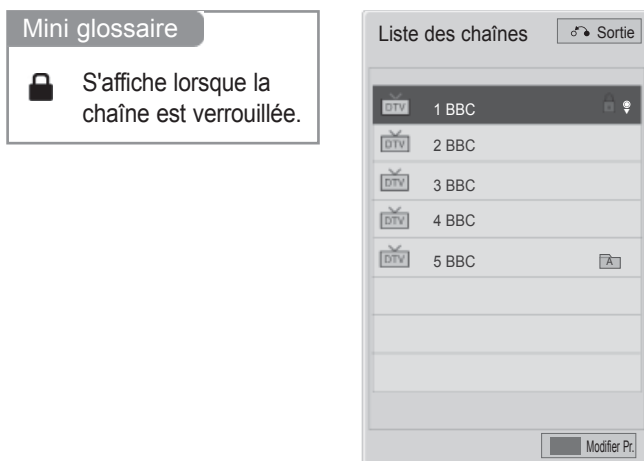 Mini glossaire
S'affiche lorsque la
chaîne est verrouillée.
Liste des chaînes
Sortie
DTV 1 BBC
DTV 2 BBC
DTV 3 BBC
DTV 4 BBC
DTV 5 BBC A
Modifier Pr.